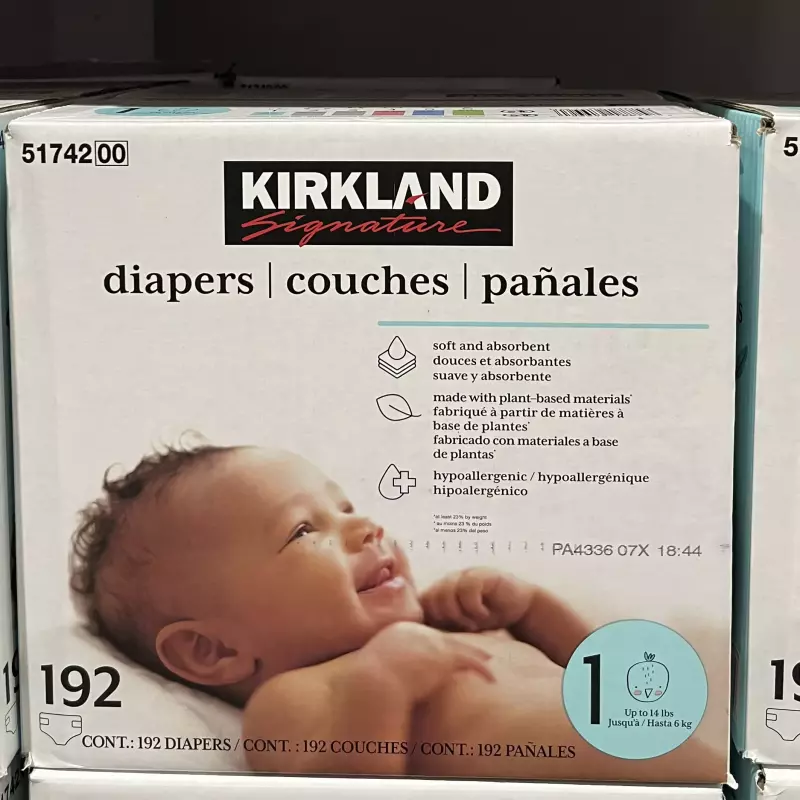 51742 00
KIRKLAND
Signature
diapers | couches | pañales
soft and absorbent
douces et absorbantes
suave y absorbente
made with plant-based materials*
fabriqué à partir de matières à
base de plantes*
fabricado con materiales a base
de plantas*
hypoallergenic / hypoallergénique
hipoalergénico
*at least 23% by weight
*au moins 23 % du poids
*al menos 23% del peso
PA4336 07X 18:44
192
1
Up to 14 lbs
Jusqu'à / Hasta 6 kg
CONT.: 192 DIAPERS / CONT. : 192 COUCHES / CONT.: 192 PAÑALES
5
19